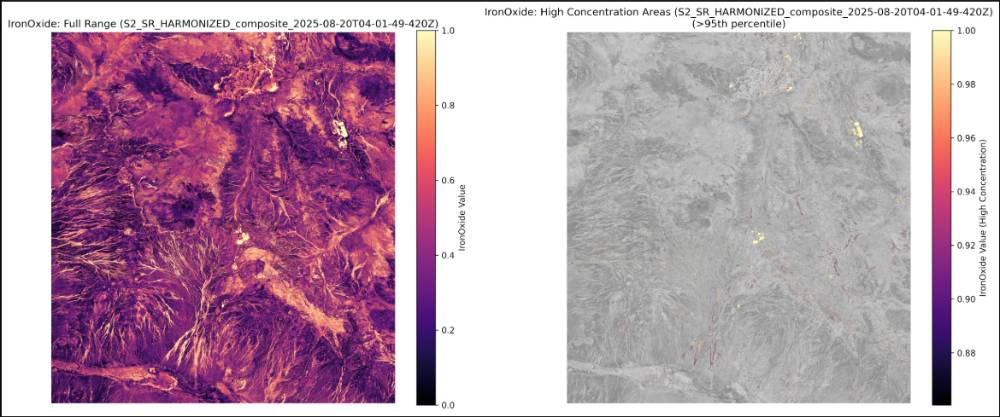 IronOxide: Full Range (S2_SR_HARMONIZED_composite_2025-08-20T04-01-49-420Z)
1.0
0.8
0.6
0.4
0.2
0.0
IronOxide Value
IronOxide: High Concentration Areas (S2_SR_HARMONIZED_composite_2025-08-20T04-01-49-420Z)
(>95th percentile)
1.00
0.98
0.96
0.94
0.92
0.90
0.88
IronOxide Value (High Concentration)